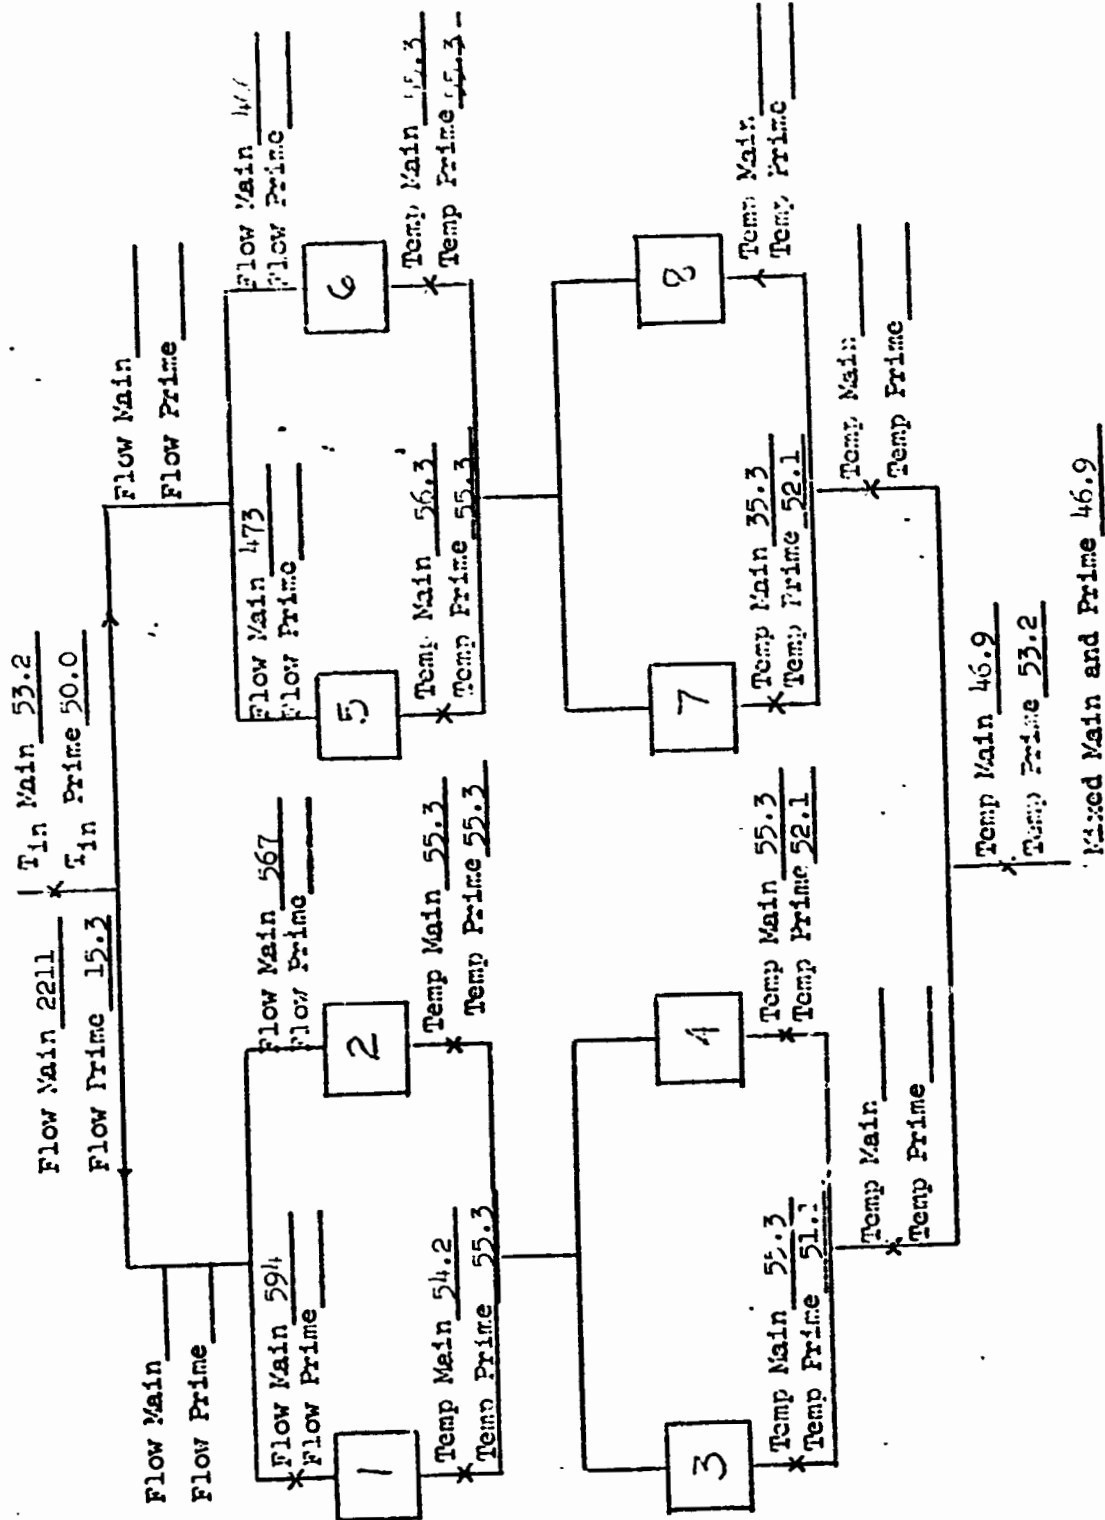 Flow Main 2211
Flow Prime 15.3
Tin Main 53.2
Tin Prime 50.0
Flow Main
Flow Prime
Flow Main
Flow Prime
Flow Main 594
Flow Prime
Flow Main 567
Flow Prime
Flow Main 473
Flow Prime
Flow Main
Flow Prime
1
2
5
6
Temp Main 54.2
Temp Prime 55.3
Temp Main 55.3
Temp Prime 55.3
Temp Main 56.3
Temp Prime 55.3
Temp Main
Temp Prime
3
4
7
8
Temp Main 55.3
Temp Prime
Temp Main 55.3
Temp Prime 52.1
Temp Main 35.3
Temp Prime 52.1
Temp Main
Temp Prime
Temp Main
Temp Prime
Temp Main
Temp Prime
Temp Main 46.9
Temp Prime 53.2
Mixed Main and Prime 46.9